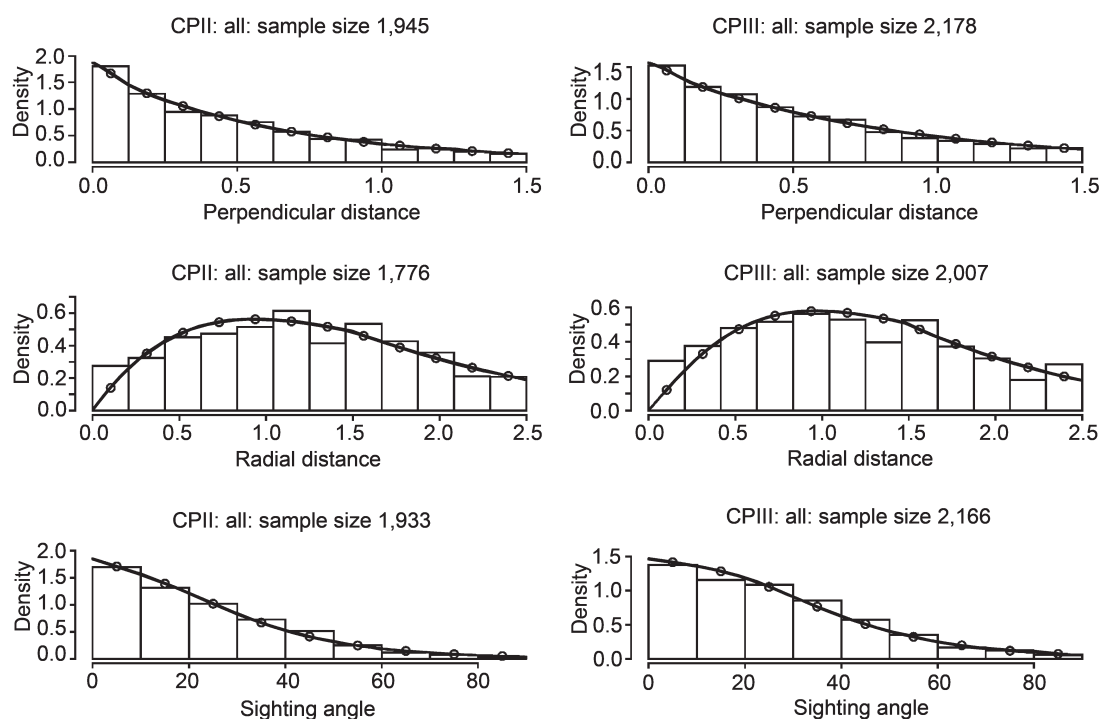 CPII: all: sample size 1,945
Density
2.0
1.5
1.0
0.5
0.0
0.0 0.5 1.0 1.5
Perpendicular distance
CPIII: all: sample size 2,178
Density
1.5
1.0
0.5
0.0
0.0 0.5 1.0 1.5
Perpendicular distance
CPII: all: sample size 1,776
Density
0.6
0.4
0.2
0.0
0.0 0.5 1.0 1.5 2.0 2.5
Radial distance
CPIII: all: sample size 2,007
Density
0.6
0.4
0.2
0.0
0.0 0.5 1.0 1.5 2.0 2.5
Radial distance
CPII: all: sample size 1,933
Density
2.0
1.5
1.0
0.5
0.0
0 20 40 60 80
Sighting angle
CPIII: all: sample size 2,166
Density
1.5
1.0
0.5
0.0
0 20 40 60 80
Sighting angle